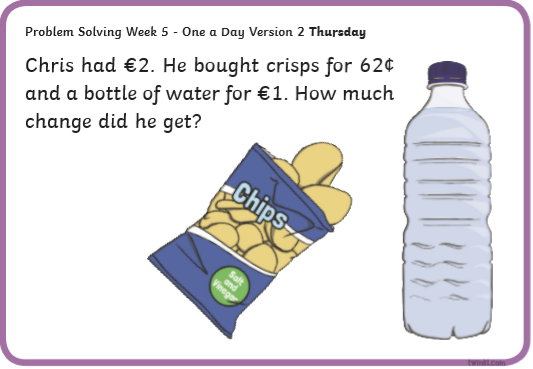 Problem Solving Week 5 - One a Day Version 2 Thursday
Chris had €2. He bought crisps for 62¢
and a bottle of water for €1. How much
change did he get?
Chips
Salt
and
Vinegar